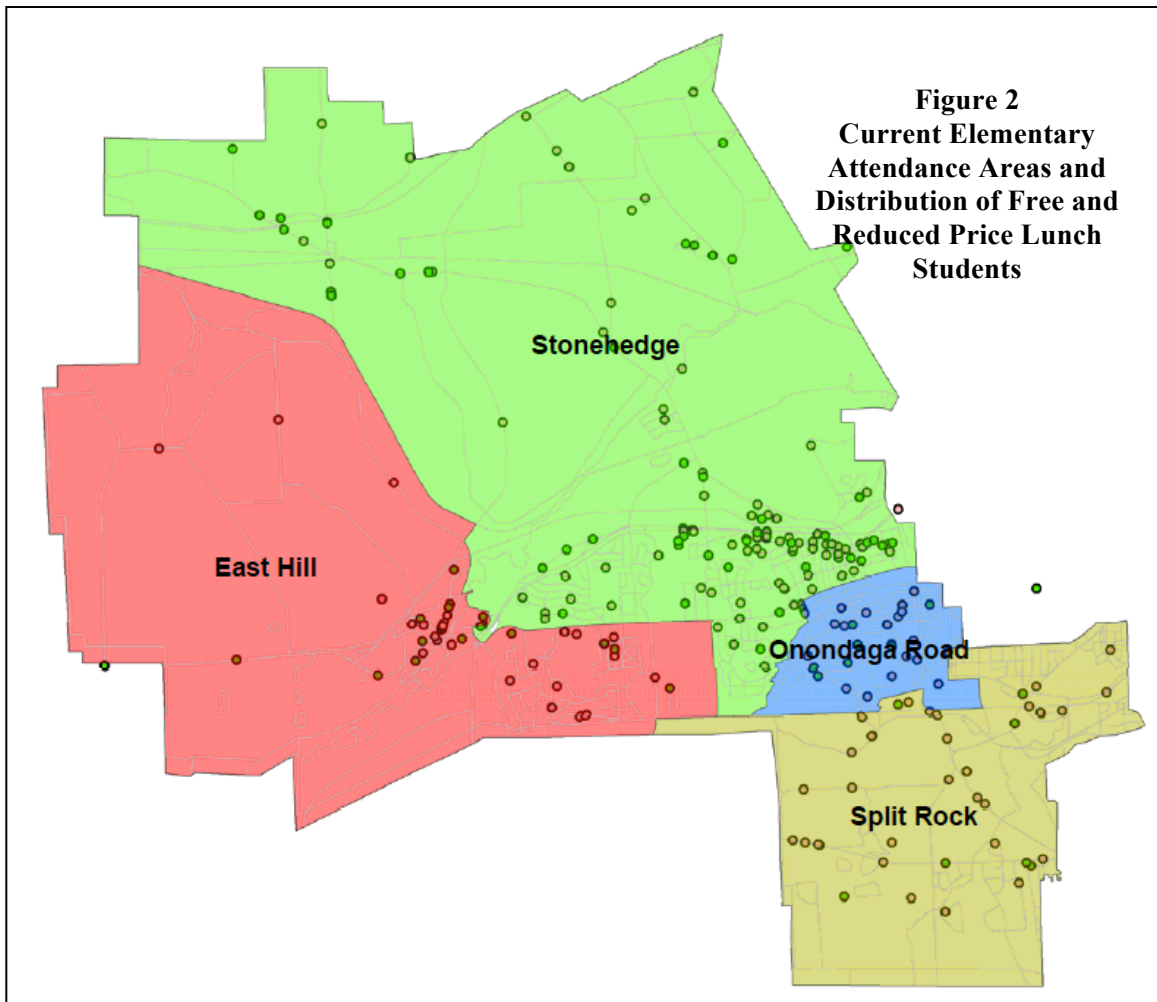 Figure 2
Current Elementary
Attendance Areas and
Distribution of Free and
Reduced Price Lunch
Students
Stonehedge
East Hill
Onondaga Road
Split Rock